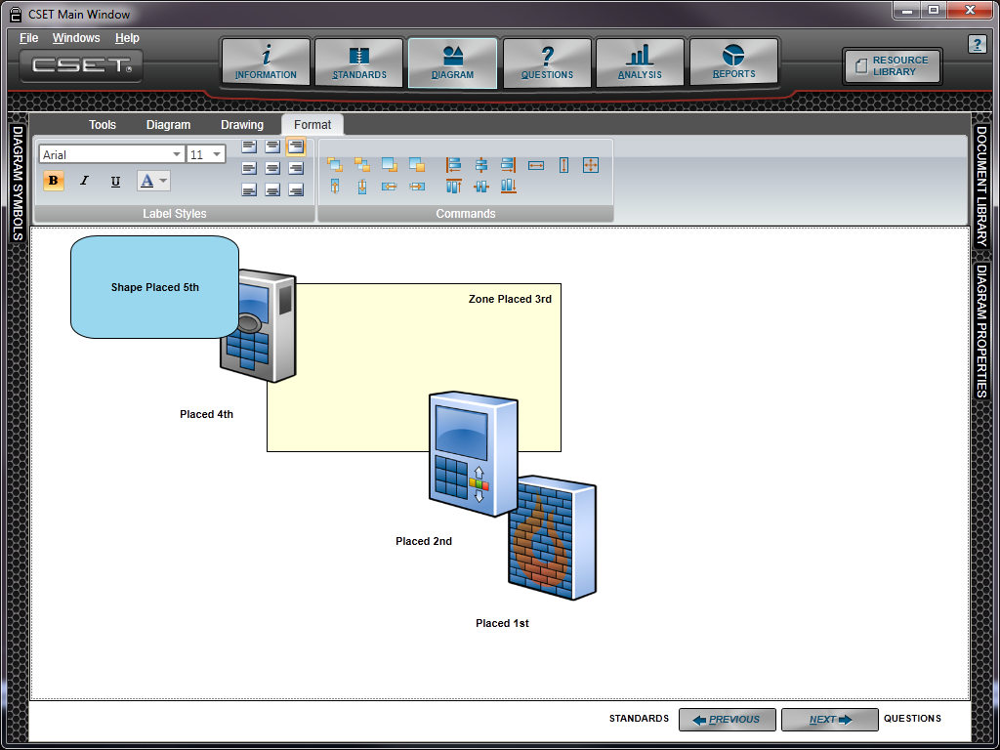 CSET Main Window
File Windows Help
CSET
i
INFORMATION
STANDARDS
DIAGRAM
?
QUESTIONS
ANALYSIS
REPORTS
RESOURCE
LIBRARY
?
Tools Diagram Drawing Format
Arial 11
B I U A
Label Styles Commands
DIAGRAM SYMBOLS
DOCUMENT LIBRARY
DIAGRAM PROPERTIES
Shape Placed 5th
Zone Placed 3rd
Placed 4th
Placed 2nd
Placed 1st
STANDARDS PREVIOUS NEXT QUESTIONS